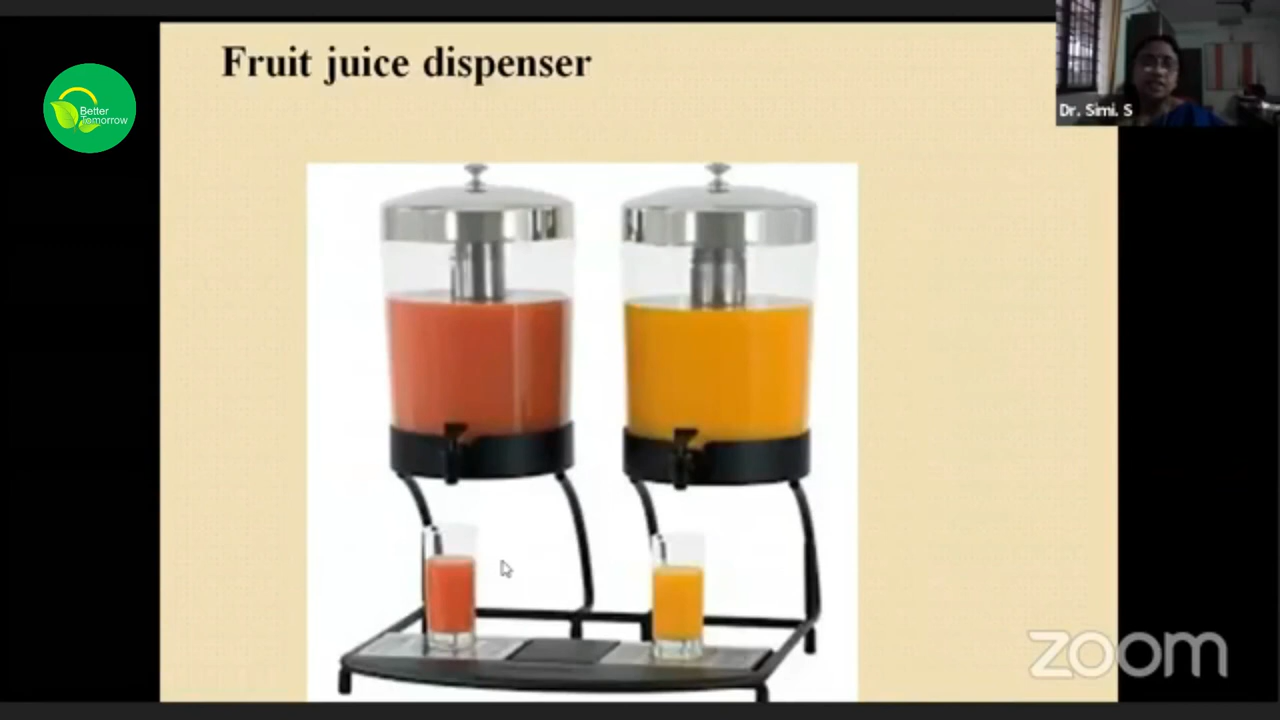 Fruit juice dispenser
Better
Tomorrow
Dr. Simi. S
zoom